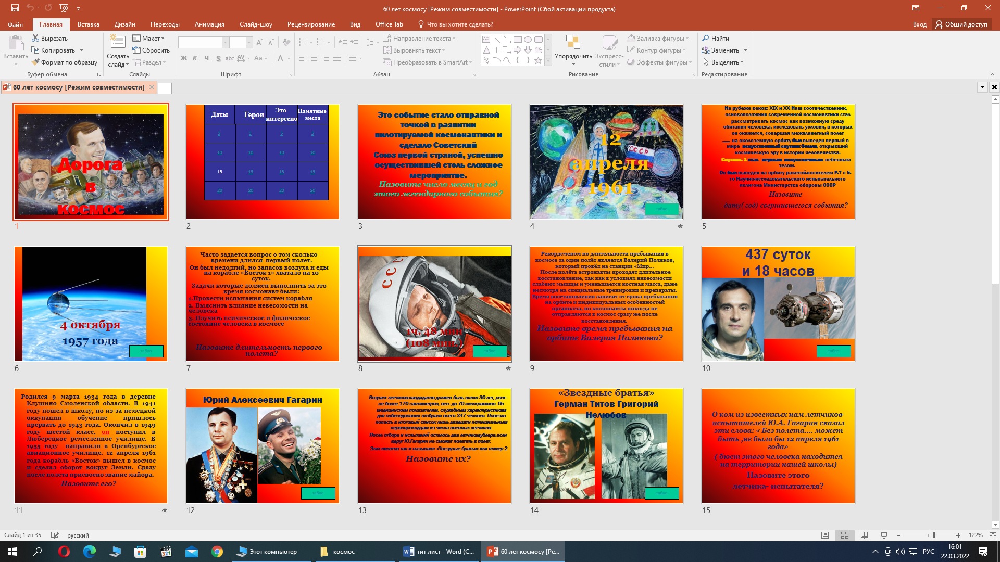 60 лет космосу [Режим совместимости] - PowerPoint (Сбой активации продукта)
Файл Главная Вставка Дизайн Переходы Анимация Слайд-шоу Рецензирование Вид Office Tab Что вы хотите сделать? Вход Общий доступ
Вставить
Вырезать
Копировать
Формат по образцу
Буфер обмена
Создать слайд
Макет
Сбросить
Раздел
Слайды
Ж К Ч S abc AV Aa A
Шрифт
Направление текста
Выровнять текст
Преобразовать в SmartArt
Абзац
Упорядочить
Экспресс-стили
Заливка фигуры
Контур фигуры
Эффекты фигуры
Рисование
Найти
Заменить
Выделить
Редактирование
60 лет космосу [Режим совместимости]
Дорога
в
космос
1
Даты Герои Это интересно Памятные места
5 5 5 5
10 10 10 10
15 15 15 15
20 20 20 20
2
Это событие стало отправной
точкой в развитии
пилотируемой космонавтики и
сделало Советский
Союз первой страной, успешно
осуществившей столь сложное
мероприятие.
Назовите число месяц и год
этого легендарного события?
3
СССР
12
апреля
1961
табло
4
На рубеже веков: XIX и XX Наш соотечественник,
основоположник современной космонавтики стал
рассматривать космос как возможную среду
обитания человека, исследовать условия, в которых
он окажется, совершая межпланетный полет
на околоземную орбиту был выведен первый в
мире искусственный спутник Земли, открывший
космическую эру в истории человечества.
Спутник- 1 стал первым искусственным небесным
телом.
Он был выведен на орбиту ракетой-носителем Р-7 с 5-
го Научно-исследовательского испытательного
полигона Министерства обороны СССР
Назовите
дату( год) свершившегося события?
5
4 октября
1957 года
табло
6
Часто задается вопрос о том сколько
времени длился первый полет.
Он был недолгий, но запасов воздуха и еды
на корабле «Восток-1» хватало на 10
суток.
Задачи которые должен выполнить за это
время космонавт были:
1.Провести испытания систем корабля
2. Выяснить влияние невесомости на
человека
3. Изучить психическое и физическое
состояние человека в космосе
Назовите длительность первого
полета?
7
СССР
1ч. 48 мин
(108 мин.)
табло
8
Рекордсменом по длительности пребывания в
космосе за один полёт является Валерий Поляков,
который провёл на станции «Мир...
После полёта астронавты проходят длительное
восстановление, так как в условиях невесомости
слабеют мышцы и уменьшается костная масса, даже
несмотря на специальные тренировки и препараты.
Время восстановления зависит от срока пребывания
на орбите и индивидуальных особенностей
организма, но космонавты никогда не
отправляются в космос сразу же после
восстановления.
Назовите время пребывания на
орбите Валерия Полякова?
9
437 суток
и 18 часов
табло
10
Родился 9 марта 1934 года в деревне
Клушино Смоленской области. В 1941
году пошел в школу, но из-за немецкой
оккупации обучение пришлось
прервать до 1943 года. Окончил в 1949
году шестой класс, он поступил в
Люберецкое ремесленное училище. В
1955 году направили в Оренбургское
авиационное училище. 12 апреля 1961
года корабль «Восток» вышел в космос
и сделал оборот вокруг Земли. Сразу
после полета присвоено звание майора.
Назовите его?
11
Юрий Алексеевич Гагарин
табло
12
Возраст летчиков-кандидатов должен быть около 30 лет, рост-
не более 170 сантиметров, вес- до 70 килограммов. По
медицинским показателям, служебным характеристикам
для собеседования отобрали всего 347 человек. Повезло
попасть в итоговый список лишь двадцати потенциальным
первопроходцам из числа военных летчиков.
После отбора и испытаний осталось два летчикадублера,если
вдруг Ю.Гагарин не сможет полететь в полет.
Этих пилотов так и называют «Звездные братья» или номер 2
Назовите их?
13
«Звездные братья»
Герман Титов Григорий
Нелюбов
табло
14
О ком из известных нам летчиков-
испытателей Ю.А. Гагарин сказал
эти слова: « Без полета.... может
быть ,не было бы 12 апреля 1961
года»
( бюст этого человека находится
на территории нашей школы)
Назовите этого
летчика- испытателя?
15
Слайд 1 из 35 русский 122%
Этот компьютер космос тит лист - Word (С... 60 лет космосу [Ре... РУС 16:01
22.03.2022